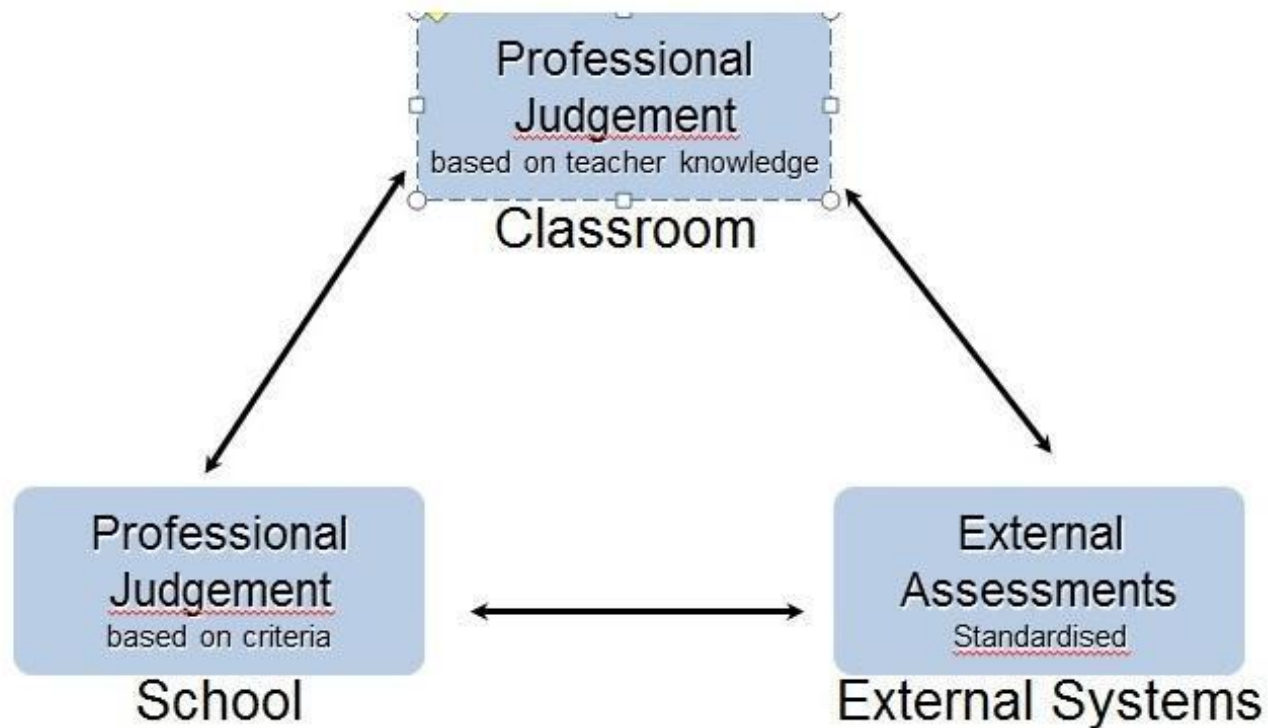 Professional
Judgement
based on teacher knowledge
Classroom
Professional
Judgement
based on criteria
School
External
Assessments
Standardised
External Systems